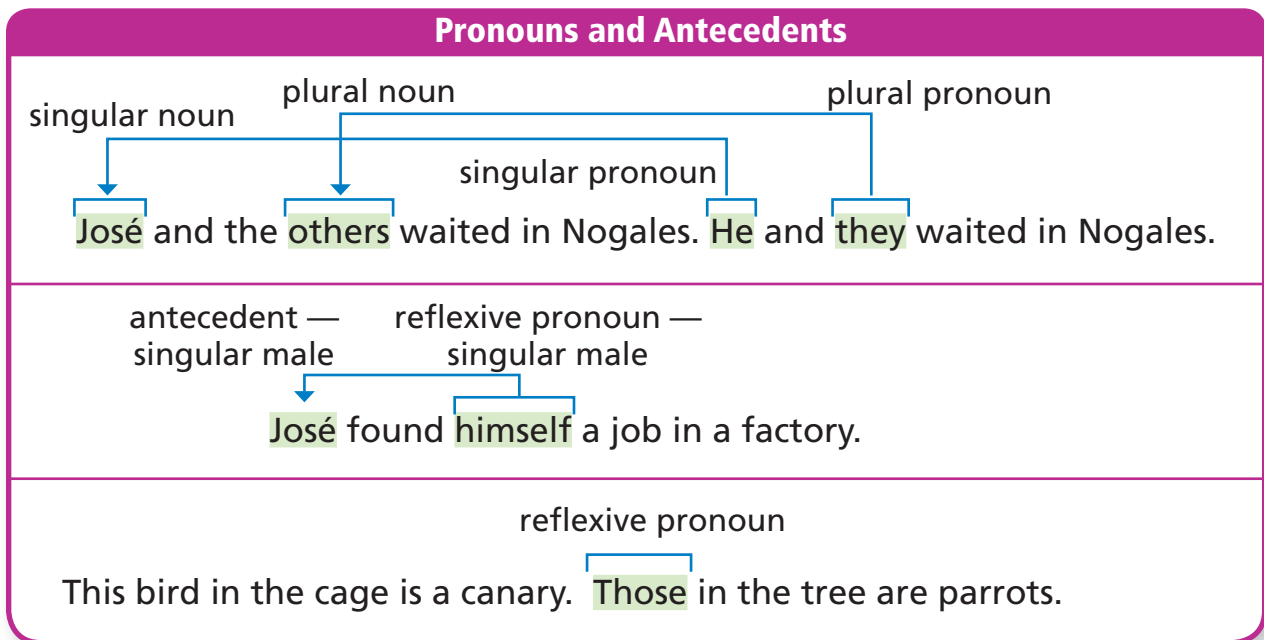 Pronouns and Antecedents
singular noun
plural noun
plural pronoun
singular pronoun
José and the others waited in Nogales. He and they waited in Nogales.
antecedent — reflexive pronoun —
singular male singular male
José found himself a job in a factory.
reflexive pronoun
This bird in the cage is a canary. Those in the tree are parrots.